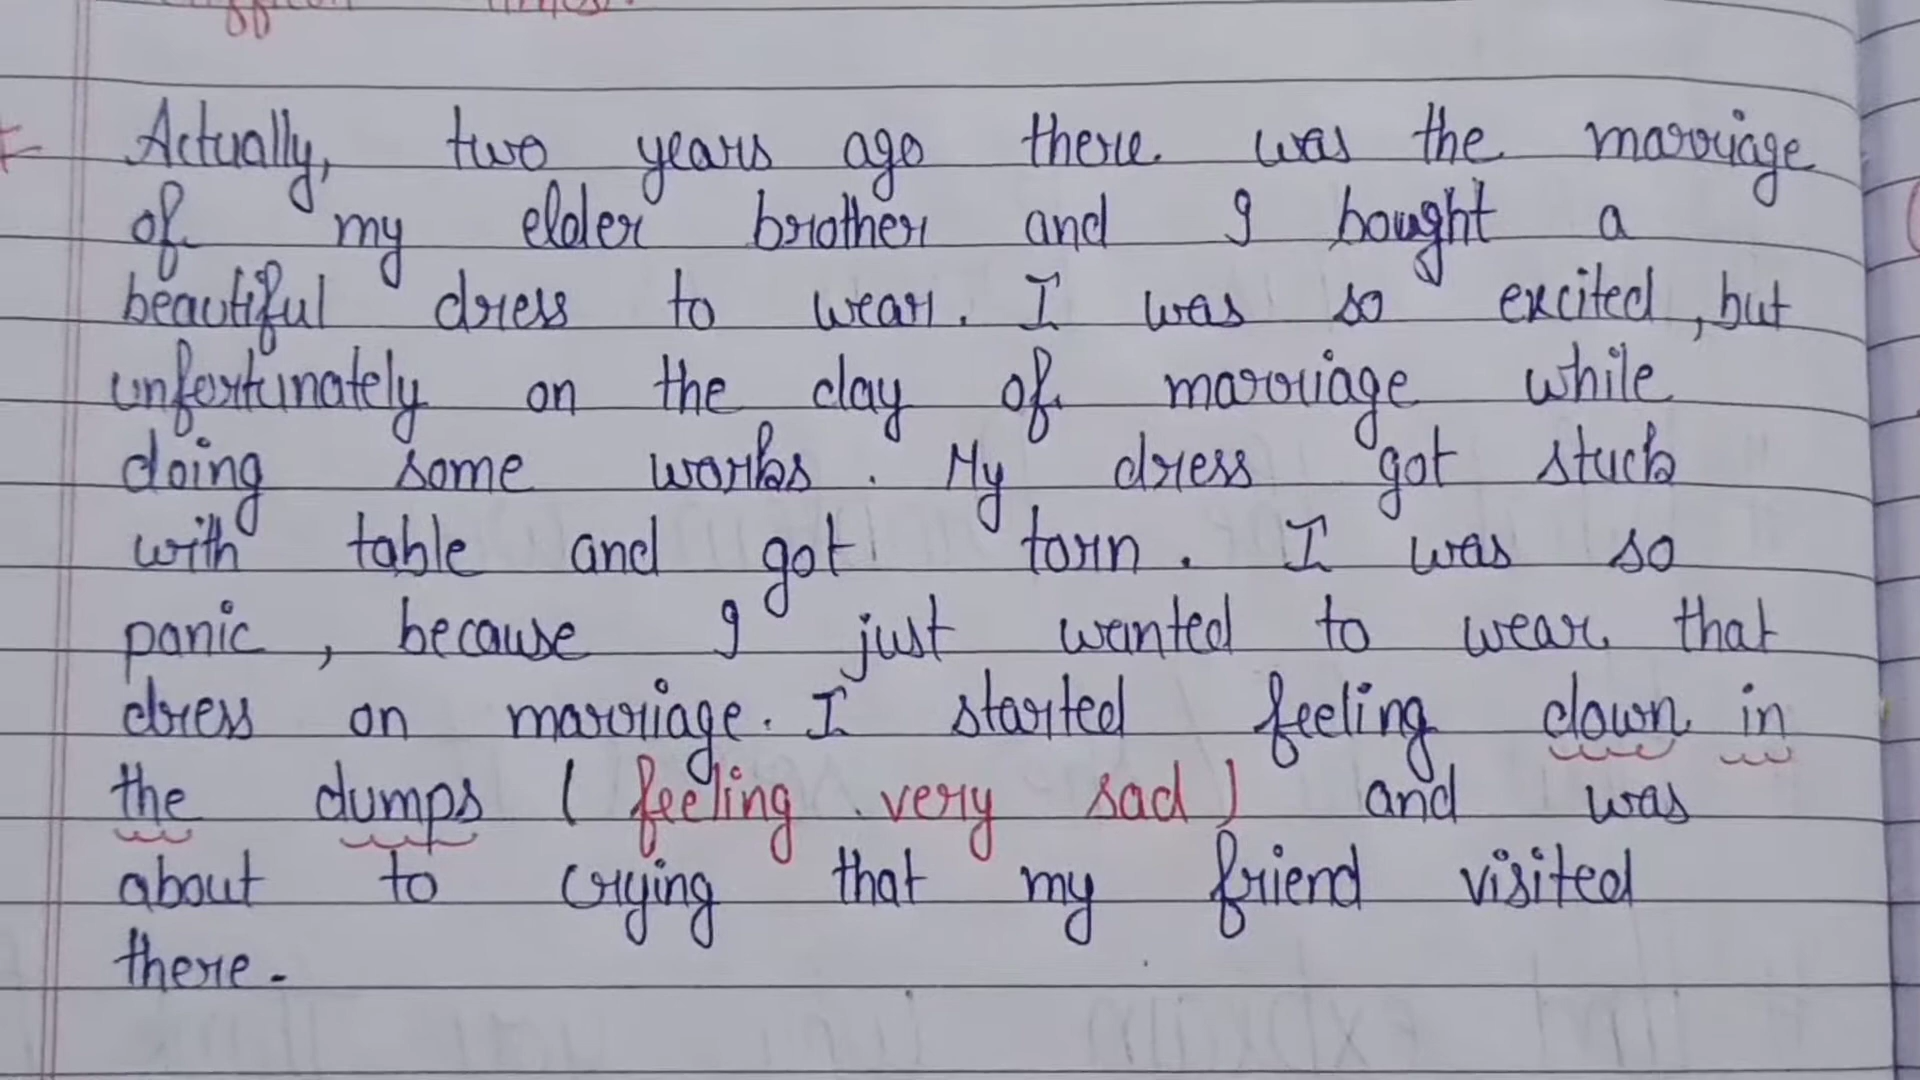 Actually, two years ago there was the marriage
of my elder brother and I bought a
beautiful dress to wear. I was so excited, but
unfortunately on the day of marriage while
doing some works. My dress got stuck
with table and got torn. I was so
panic, because I just wanted to wear that
dress on marriage. I started feeling down in
the dumps (feeling very sad) and was
about to crying that my friend visited
there.